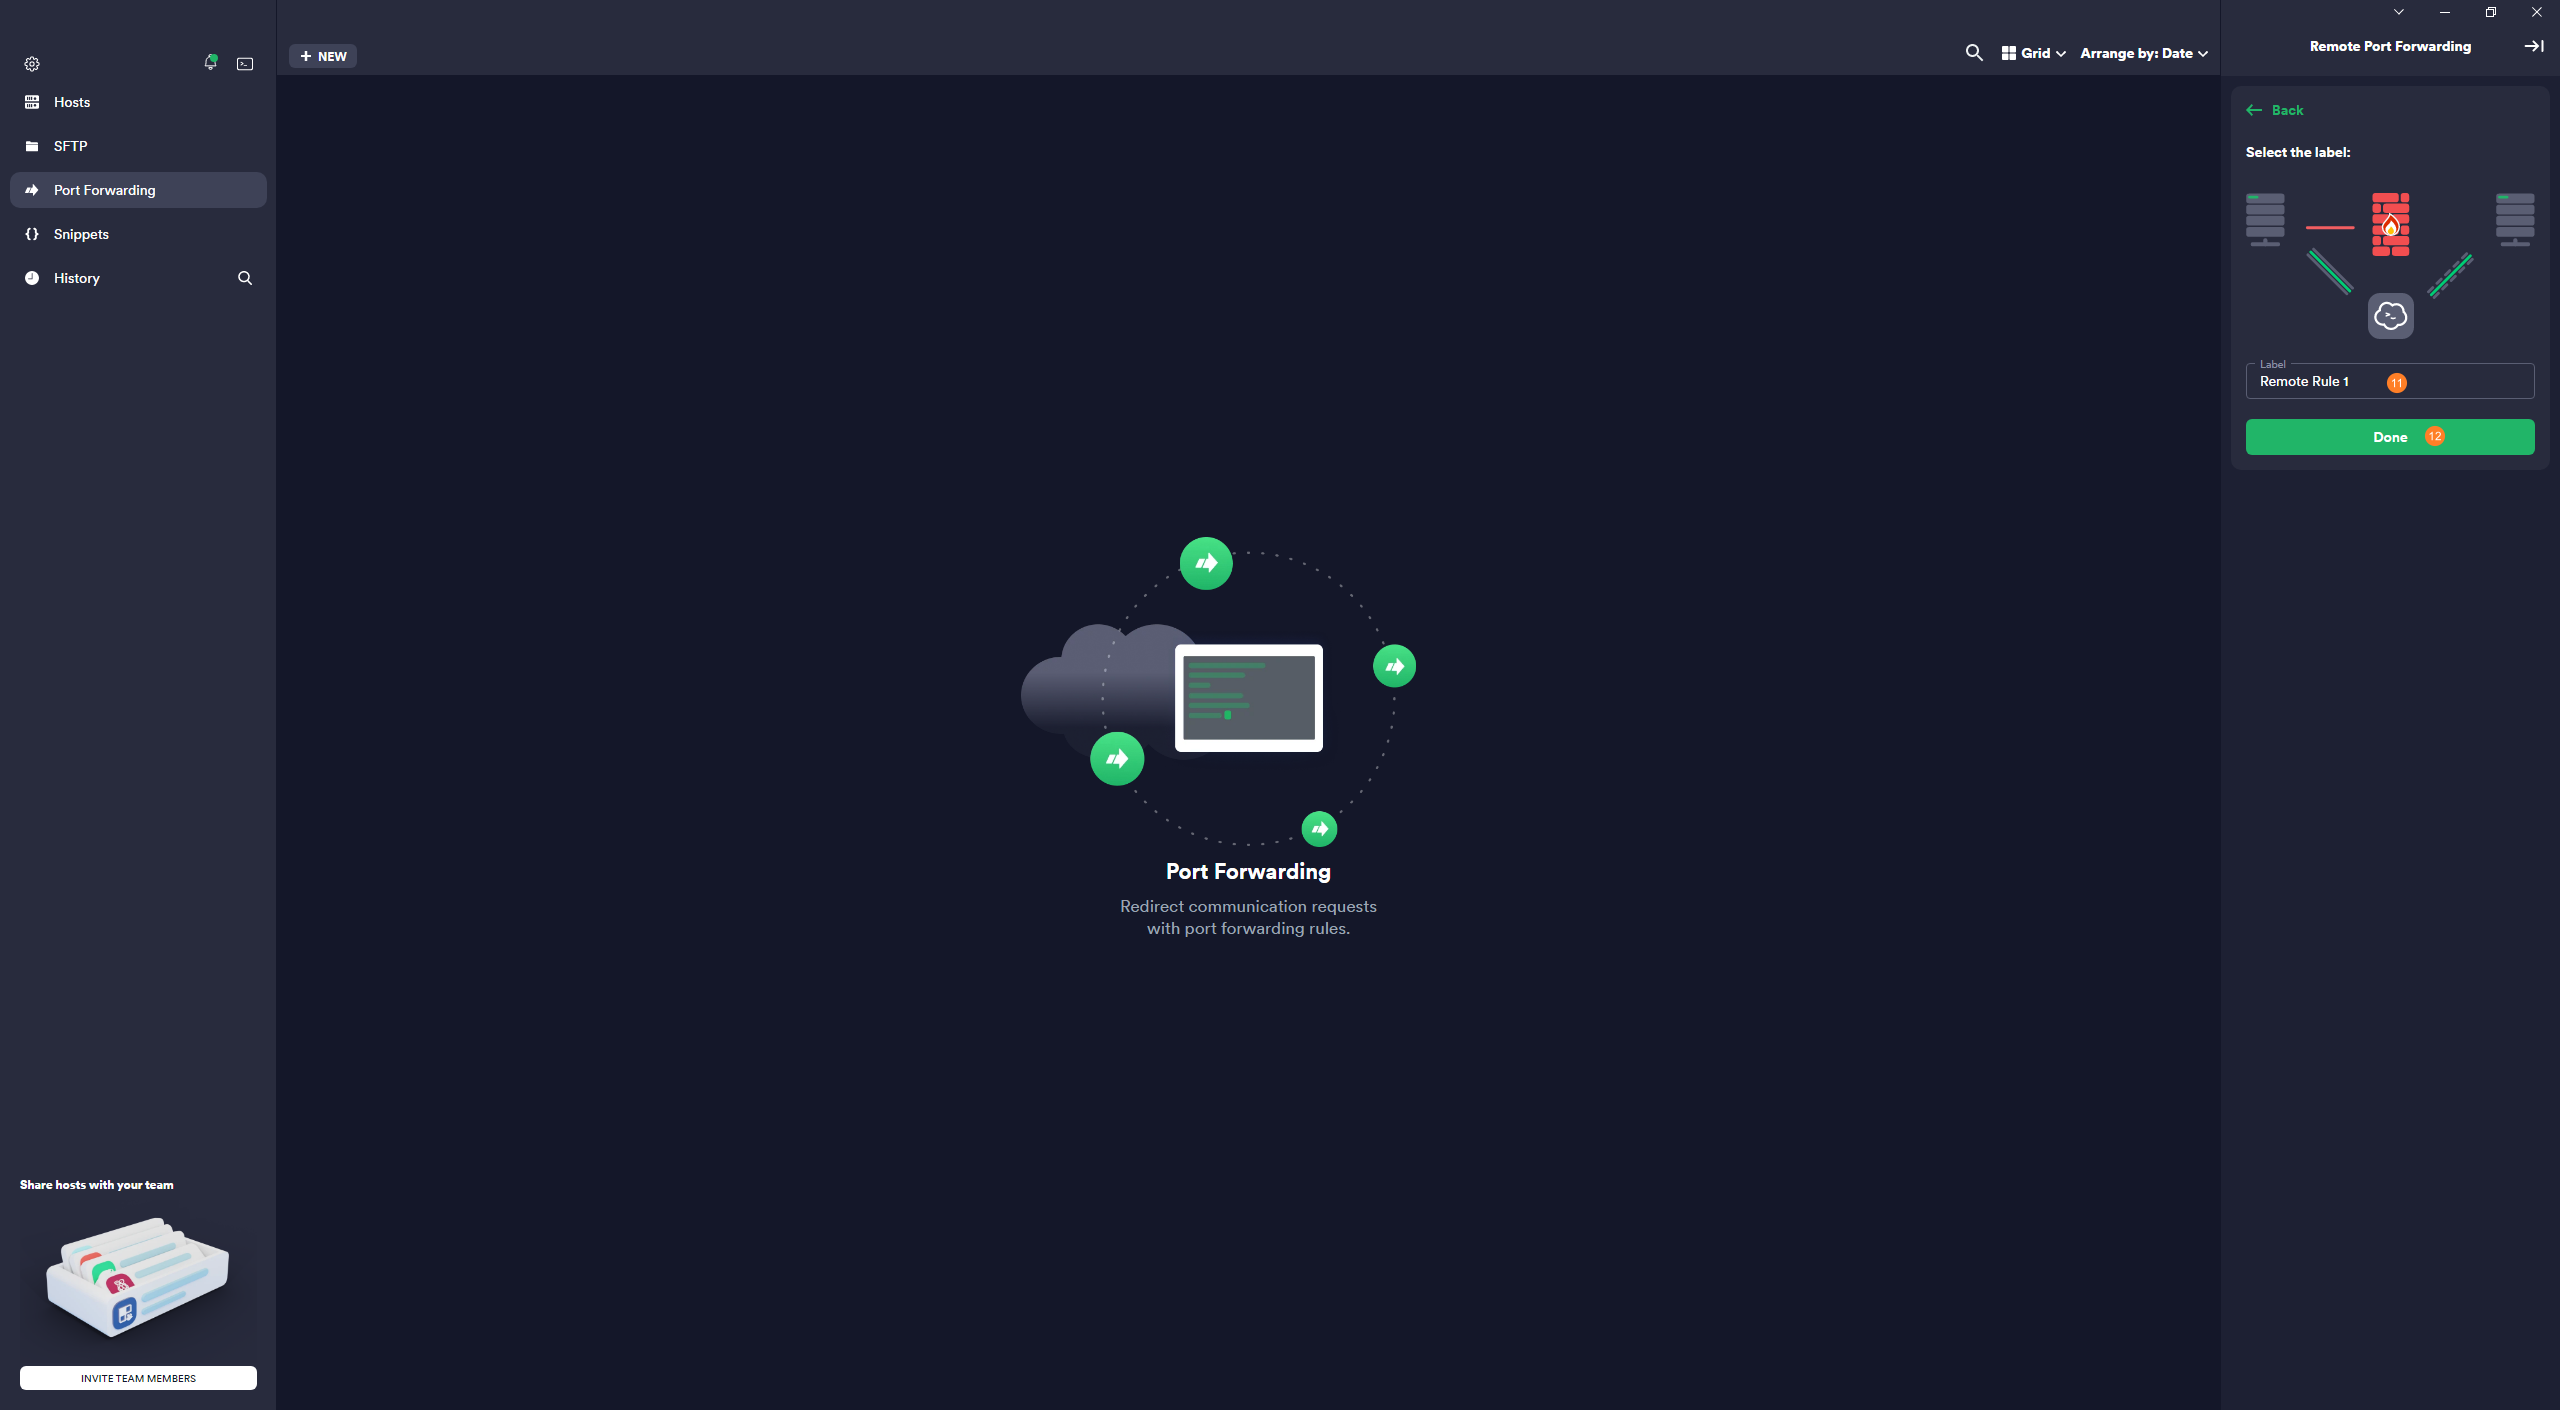 Hosts
SFTP
Port Forwarding
Snippets
History
Share hosts with your team
INVITE TEAM MEMBERS
+ NEW
Grid
Arrange by: Date
Port Forwarding
Redirect communication requests
with port forwarding rules.
Remote Port Forwarding
Back
Select the label:
Label
Remote Rule 1
11
Done
12